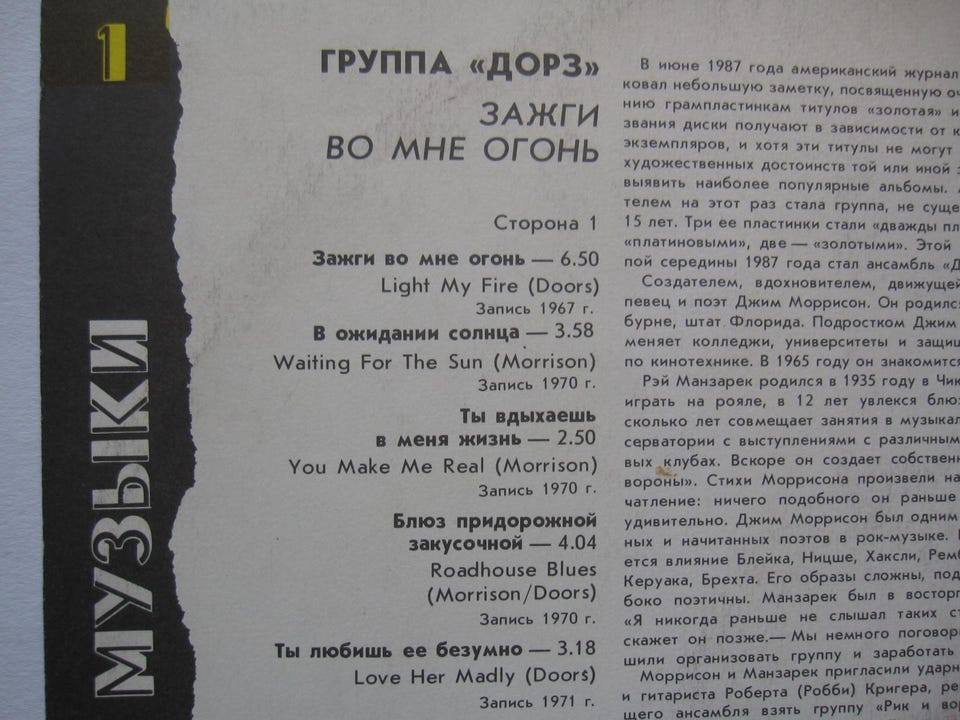 1
МУЗЫКИ
ГРУППА «ДОРЗ»
ЗАЖГИ
ВО МНЕ ОГОНЬ
Сторона 1
Зажги во мне огонь — 6.50
Light My Fire (Doors)
Запись 1967 г.
В ожидании солнца — 3.58
Waiting For The Sun (Morrison)
Запись 1970 г.
Ты вдыхаешь
в меня жизнь — 2.50
You Make Me Real (Morrison)
Запись 1970 г.
Блюз придорожной
закусочной — 4.04
Roadhouse Blues
(Morrison/Doors)
Запись 1970 г.
Ты любишь ее безумно — 3.18
Love Her Madly (Doors)
Запись 1971 г.
В июне 1987 года американский журнал
ковал небольшую заметку, посвященную оч
нию грампластинкам титулов «золотая» и
звания диски получают в зависимости от к
экземпляров, и хотя эти титулы не могут
художественных достоинств той или иной
выявить наиболее популярные альбомы.
телем на этот раз стала группа, не суще
15 лет. Три ее пластинки стали «дважды пл
«платиновыми», две — «золотыми». Этой
пой середины 1987 года стал ансамбль «Д
Создателем, вдохновителем, движущей
певец и поэт Джим Моррисон. Он родился
бурне, штат Флорида. Подростком Джим
меняет колледжи, университеты и защищ
по кинотехнике. В 1965 году он знакомится
Рэй Манзарек родился в 1935 году в Чик
играть на рояле, в 12 лет увлекся блюз
сколько лет совмещает занятия в музыкал
серватории с выступлениями с различным
вых клубах. Вскоре он создает собственн
вороны». Стихи Моррисона произвели на
чатление: ничего подобного он раньше
удивительно. Джим Моррисон был одним
ных и начитанных поэтов в рок-музыке.
ется влияние Блейка, Ницше, Хаксли, Ремб
Керуака, Брехта. Его образы сложны, под
боко поэтичны. Манзарек был в восторг
«Я никогда раньше не слышал таких ст
скажет он позже.— Мы немного поговор
шили организовать группу и заработать
Моррисон и Манзарек пригласили ударн
и гитариста Роберта (Робби) Кригера, ре
щего ансамбля взять группу «Рик и вор